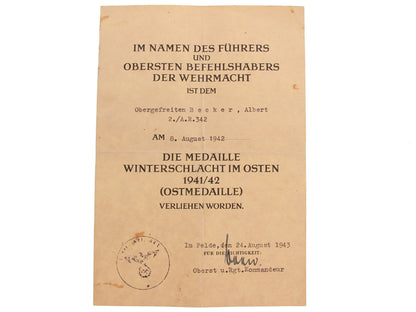 IM NAMEN DES FÜHRERS
UND
OBERSTEN BEFEHLSHABERS
DER WEHRMACHT
IST DEM
Obergefreiten Becker, Albert
2./A.R.342
AM 8. August 1942
DIE MEDAILLE
WINTERSCHLACHT IM OSTEN
1941/42
(OSTMEDAILLE)
VERLIEHEN WORDEN.
Im Felde, den 24.August 1943
FÜR DIE RICHTIGKEIT:
Oberst u.Rgt.Kommandeur